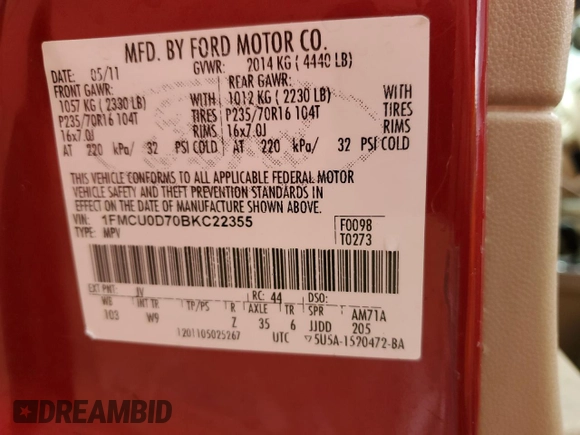 MFD. BY FORD MOTOR CO.
DATE: 05/11 GVWR: 2014 KG ( 4440 LB)
FRONT GAWR: REAR GAWR:
1057 KG ( 2330 LB) WITH 1012 KG ( 2230 LB) WITH
P235/70R16 104T TIRES P235/70R16 104T TIRES
16x7.0J RIMS 16x7.0J RIMS
AT 220 kPa/ 32 PSI COLD AT 220 kPa/ 32 PSI COLD
THIS VEHICLE CONFORMS TO ALL APPLICABLE FEDERAL MOTOR
VEHICLE SAFETY AND THEFT PREVENTION STANDARDS IN
EFFECT ON THE DATE OF MANUFACTURE SHOWN ABOVE.
VIN: 1FMCU0D70BKC22355 F0098
TYPE: MPV T0273
EXT PNT: JV RC: 44 DSO:
WB INT TR TP/PS R AXLE TR SPR AM71A
103 W9 Z 35 6 JJDD 205
1201105025267 UTC 5U5A-1520472-BA
DREAMBID